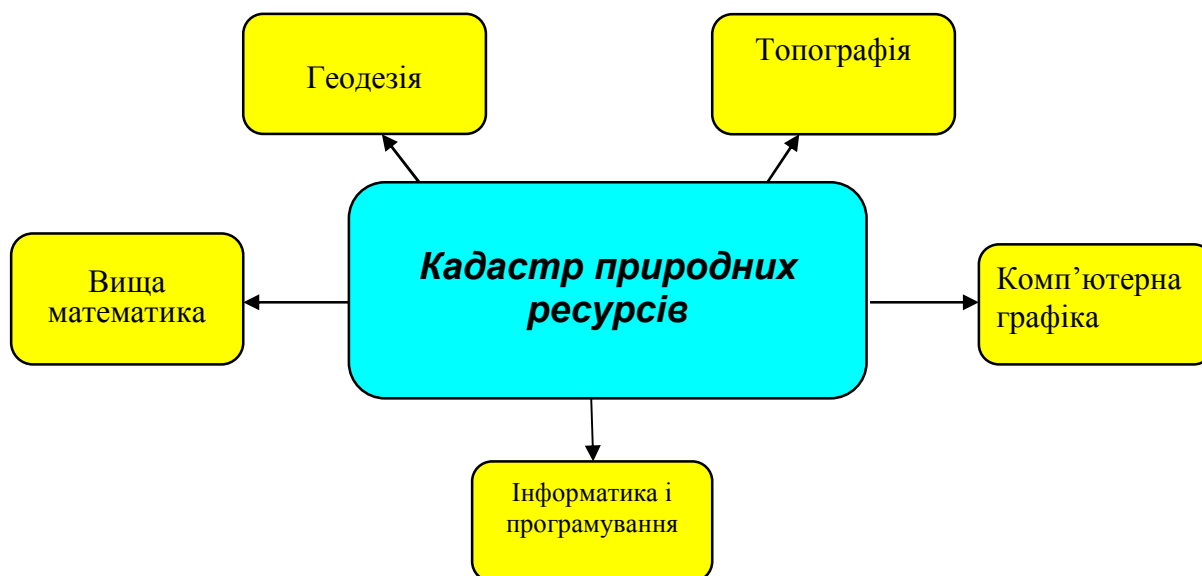 Геодезія
Топографія
Кадастр природних
ресурсів
Вища
математика
Комп’ютерна
графіка
Інформатика і
програмування